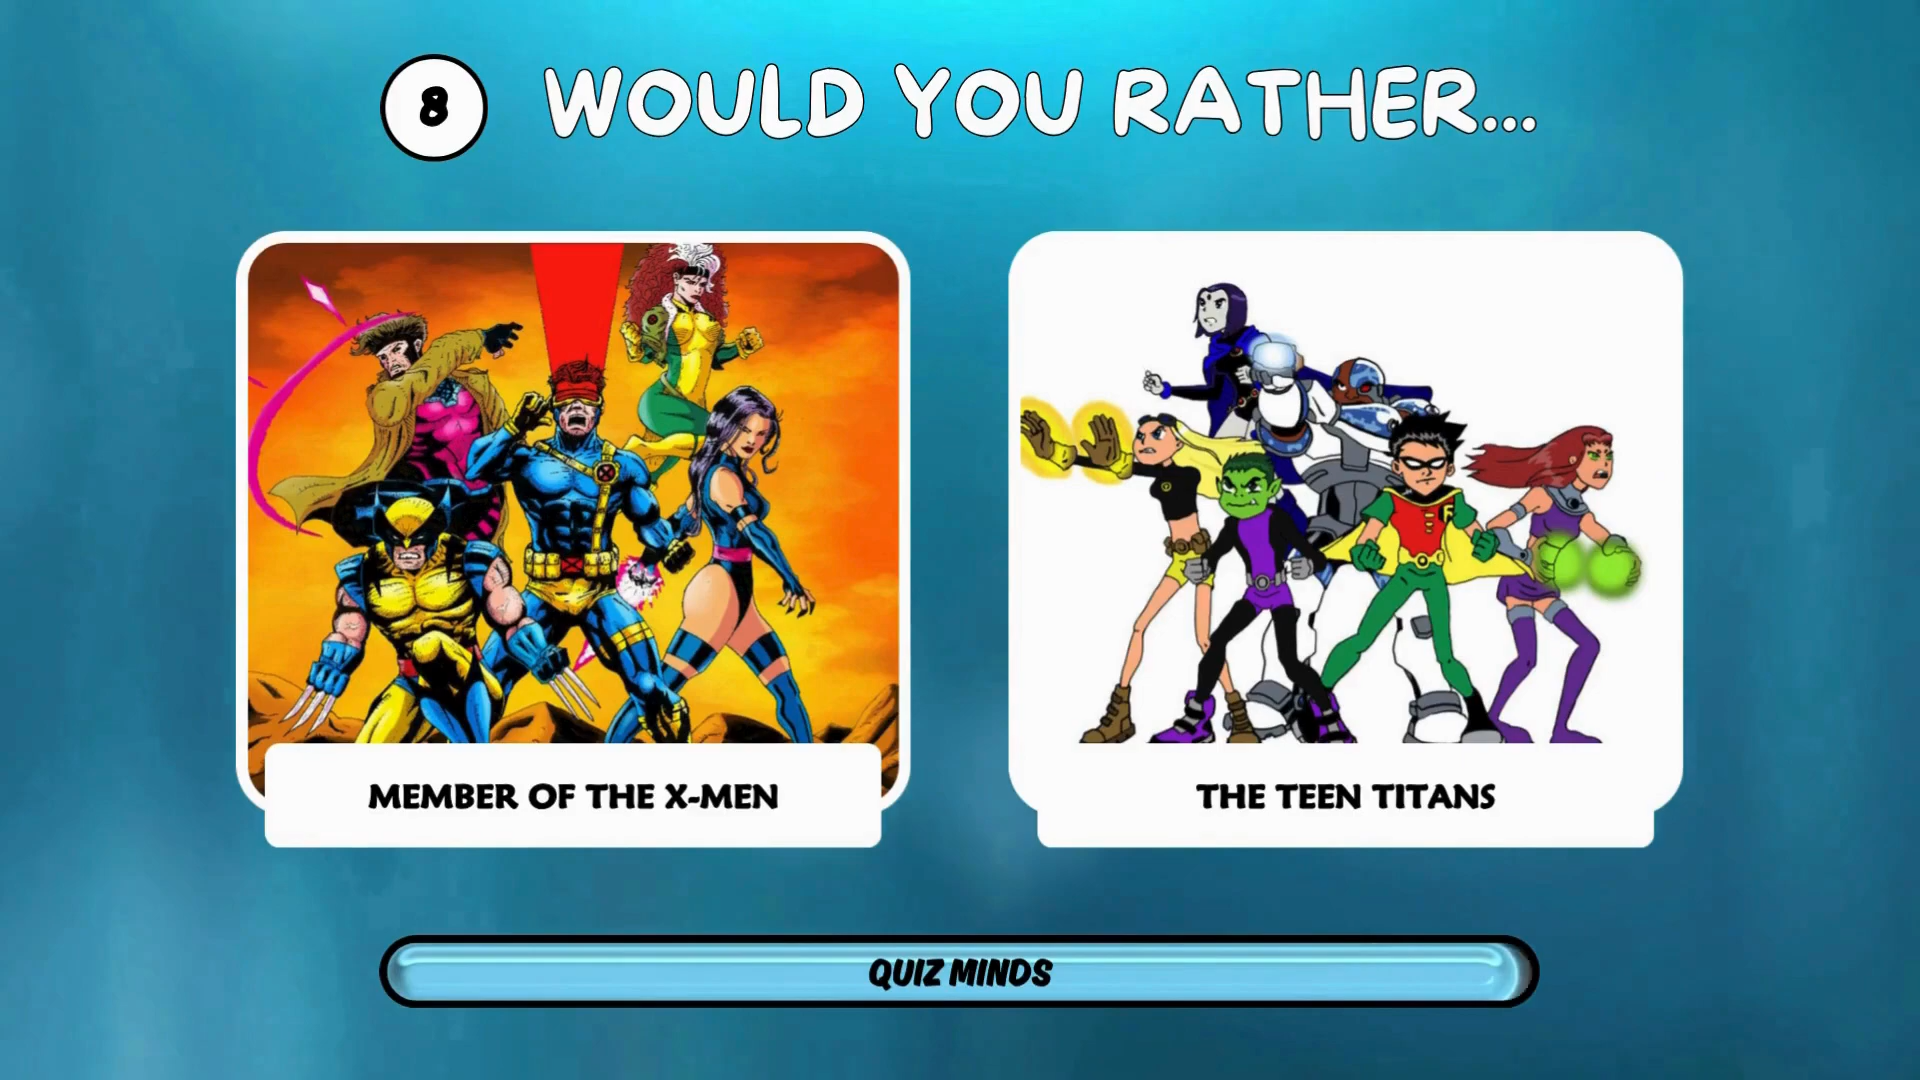 8
WOULD YOU RATHER...
MEMBER OF THE X-MEN
THE TEEN TITANS
QUIZ MINDS